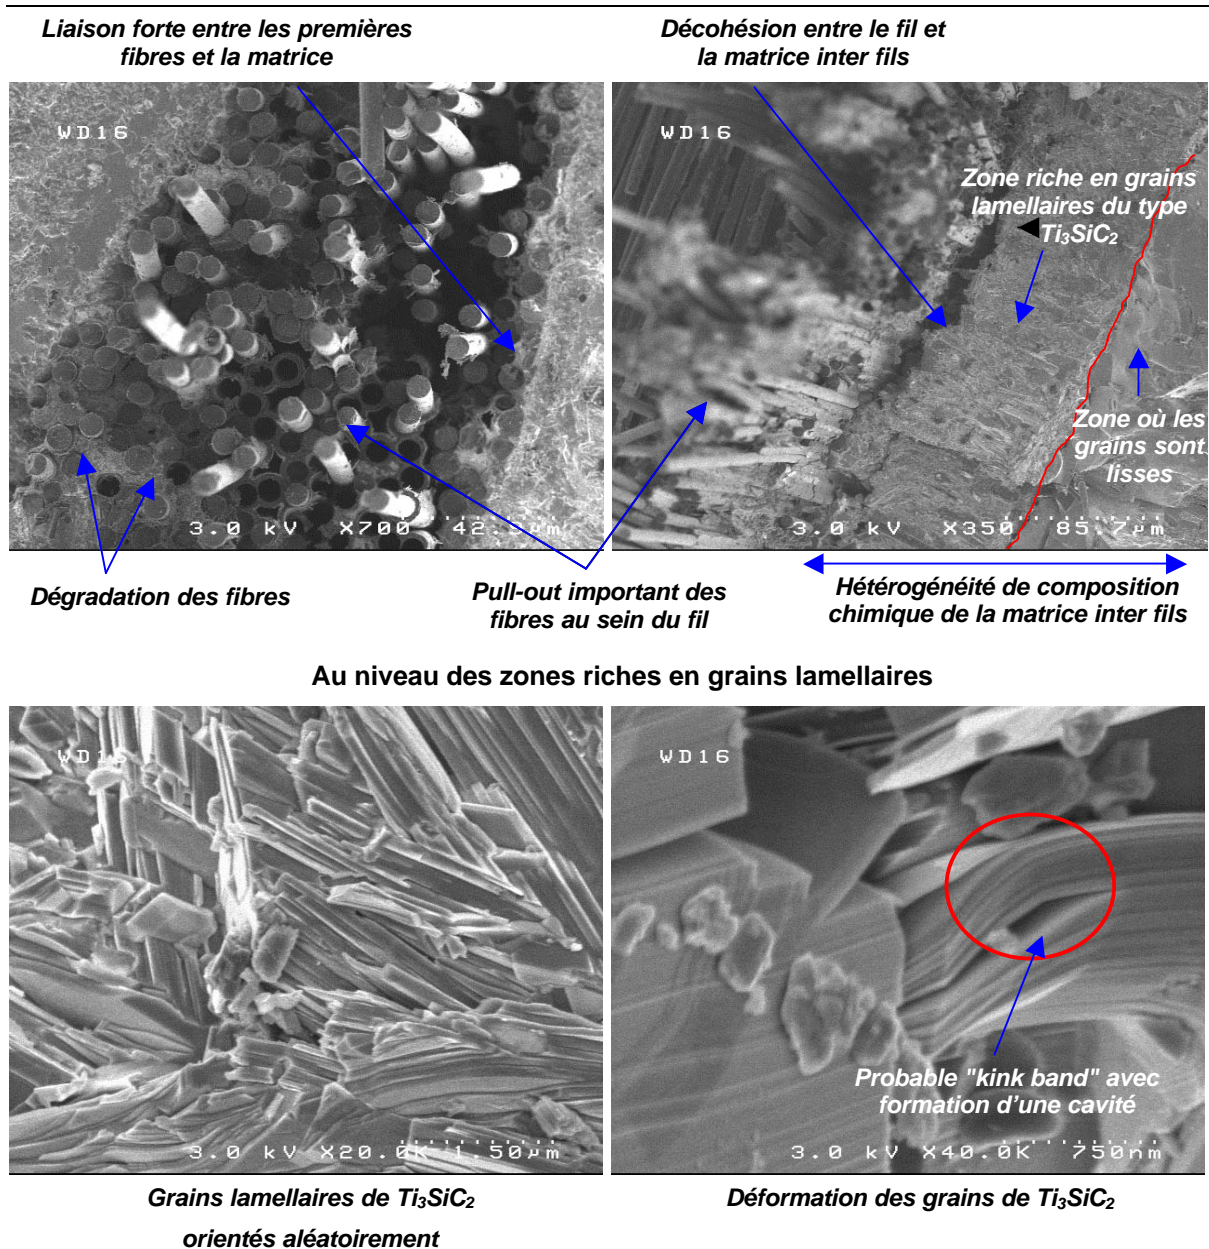 Liaison forte entre les premières
fibres et la matrice
Décohésion entre le fil et
la matrice inter fils
WD16
3.0 kV X700 42.9µm
WD16
Zone riche en grains
lamellaires du type
Ti₃SiC₂
Zone où les
grains sont
lisses
3.0 kV X350 85.7µm
Dégradation des fibres
Pull-out important des
fibres au sein du fil
Hétérogénéité de composition
chimique de la matrice inter fils
Au niveau des zones riches en grains lamellaires
WD16
3.0 kV X20.0K 1.50µm
WD16
Probable "kink band" avec
formation d'une cavité
3.0 kV X40.0K 750nm
Grains lamellaires de Ti₃SiC₂
orientés aléatoirement
Déformation des grains de Ti₃SiC₂